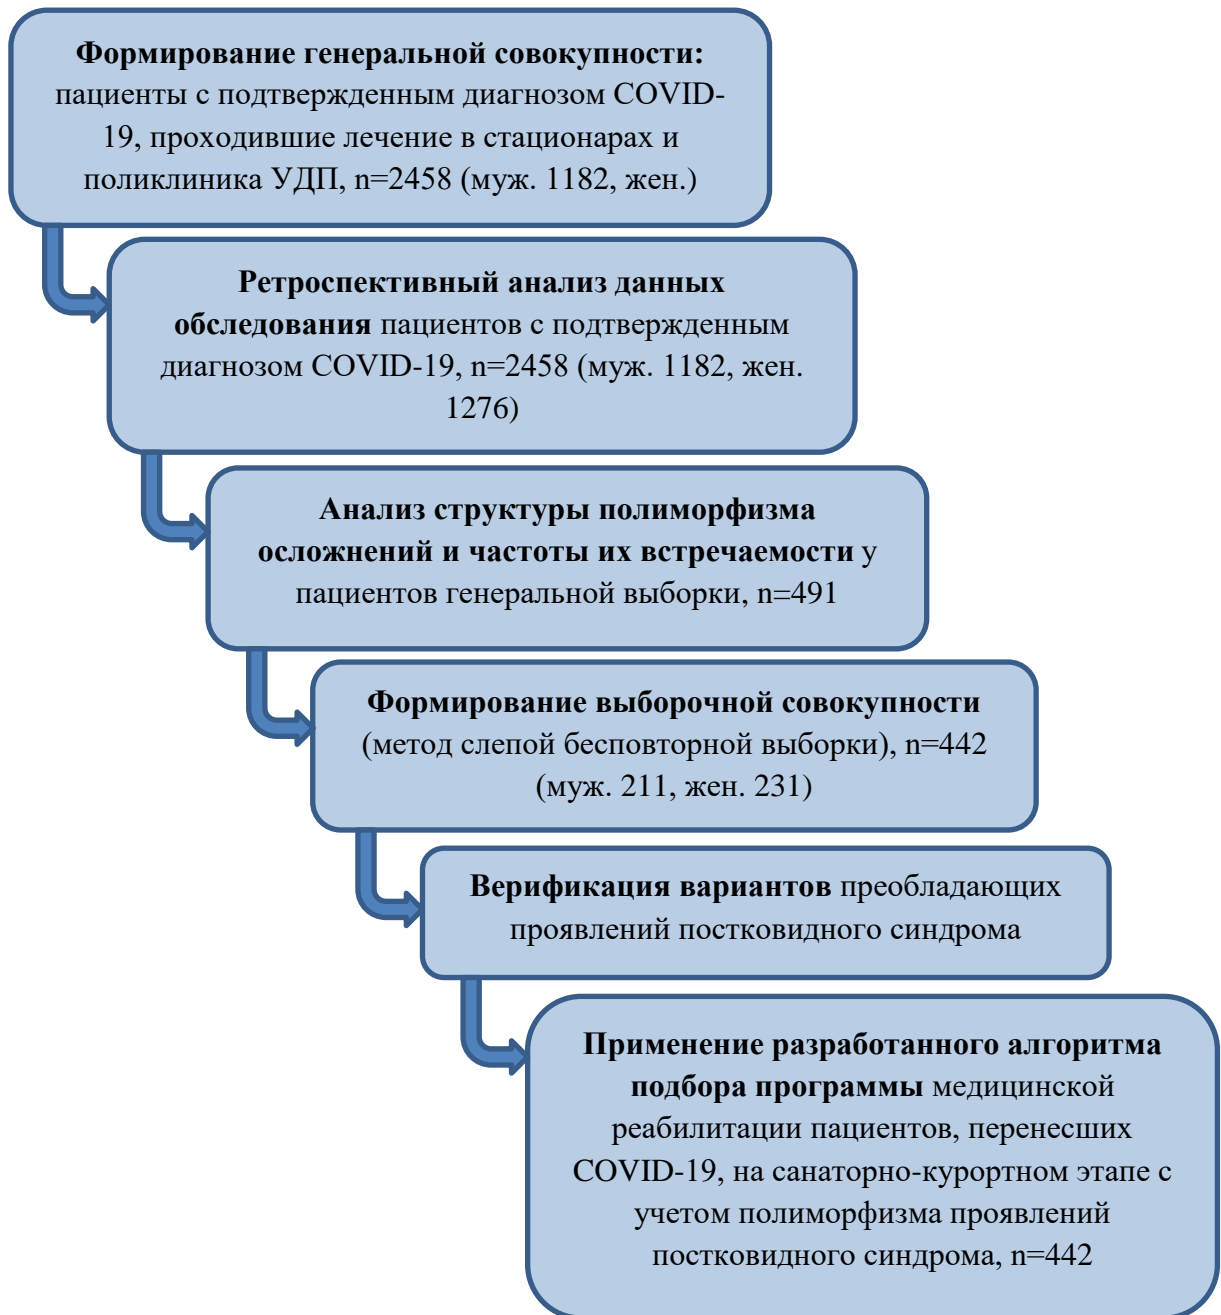 Формирование генеральной совокупности:
пациенты с подтвержденным диагнозом COVID-
19, проходившие лечение в стационарах и
поликлиника УДП, n=2458 (муж. 1182, жен.)
Ретроспективный анализ данных
обследования пациентов с подтвержденным
диагнозом COVID-19, n=2458 (муж. 1182, жен.
1276)
Анализ структуры полиморфизма
осложнений и частоты их встречаемости у
пациентов генеральной выборки, n=491
Формирование выборочной совокупности
(метод слепой бесповторной выборки), n=442
(муж. 211, жен. 231)
Верификация вариантов преобладающих
проявлений постковидного синдрома
Применение разработанного алгоритма
подбора программы медицинской
реабилитации пациентов, перенесших
COVID-19, на санаторно-курортном этапе с
учетом полиморфизма проявлений
постковидного синдрома, n=442